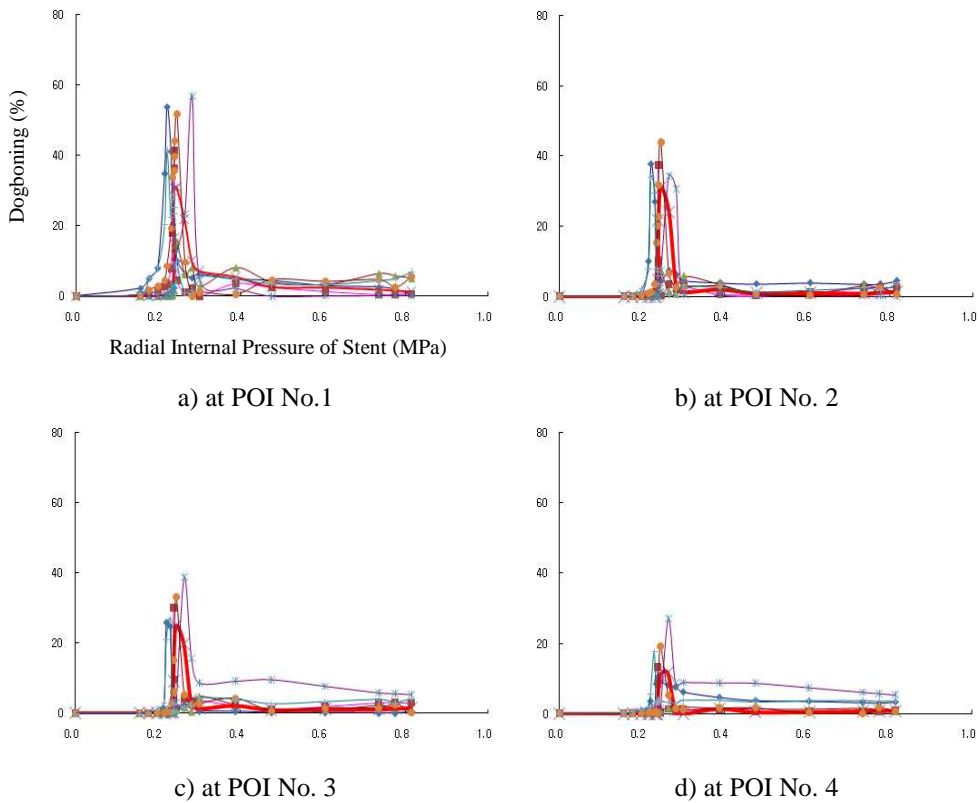 80
60
40
20
0
0.0 0.2 0.4 0.6 0.8 1.0
Dogboning (%)
Radial Internal Pressure of Stent (MPa)
a) at POI No.1
80
60
40
20
0
0.0 0.2 0.4 0.6 0.8 1.0
b) at POI No. 2
80
60
40
20
0
0.0 0.2 0.4 0.6 0.8 1.0
c) at POI No. 3
80
60
40
20
0
0.0 0.2 0.4 0.6 0.8 1.0
d) at POI No. 4